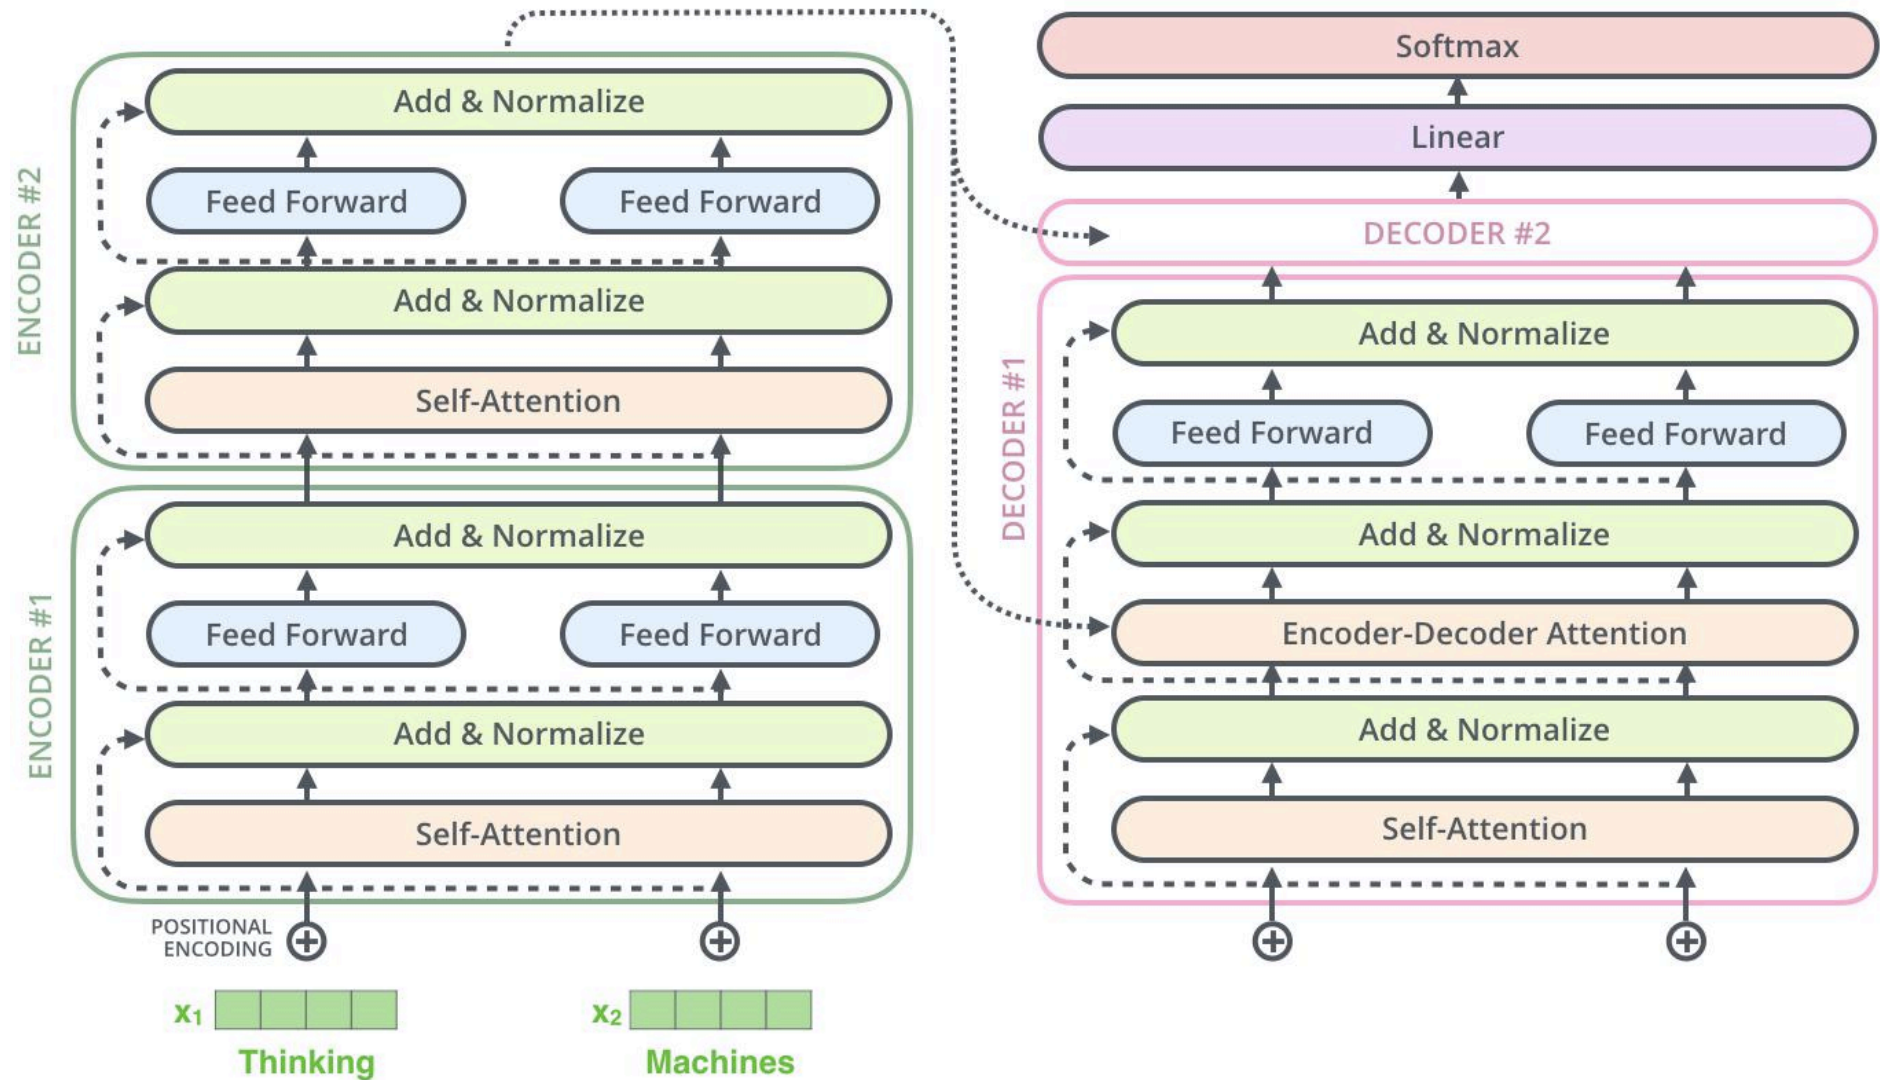 ENCODER #2
Add & Normalize
Feed Forward
Feed Forward
Add & Normalize
Self-Attention
ENCODER #1
Add & Normalize
Feed Forward
Feed Forward
Add & Normalize
Self-Attention
POSITIONAL
ENCODING
x₁
x₂
Thinking
Machines
Softmax
Linear
DECODER #2
DECODER #1
Add & Normalize
Feed Forward
Feed Forward
Add & Normalize
Encoder-Decoder Attention
Add & Normalize
Self-Attention